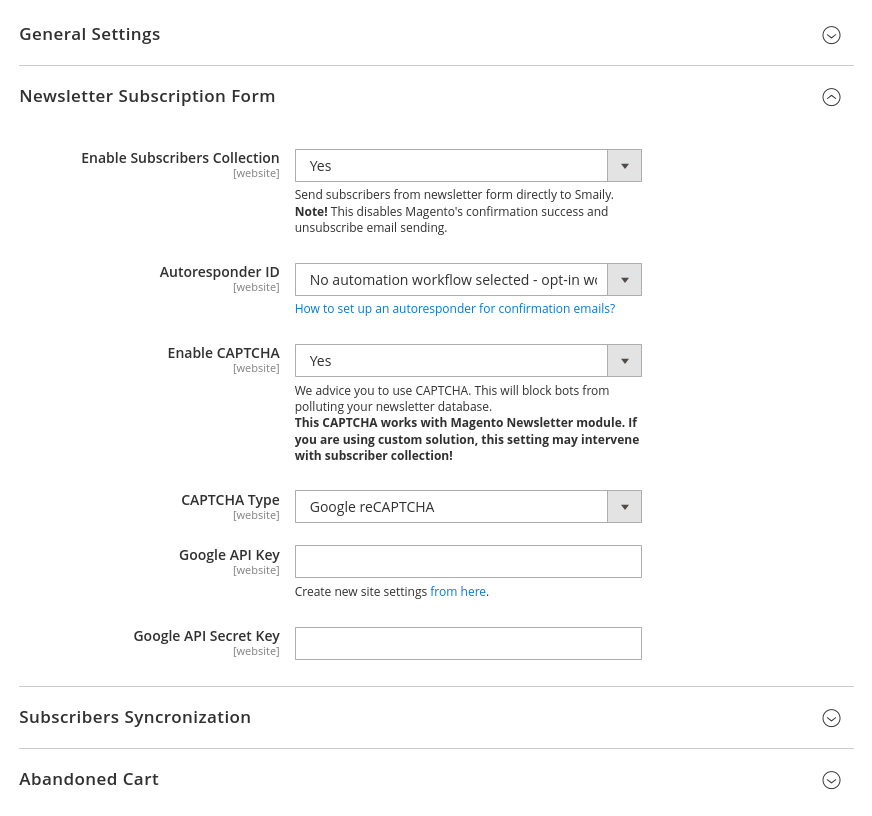 General Settings
Newsletter Subscription Form
Enable Subscribers Collection
[website]
Yes
Send subscribers from newsletter form directly to Smaily.
Note! This disables Magento's confirmation success and
unsubscribe email sending.
Autoresponder ID
[website]
No automation workflow selected - opt-in
How to set up an autoresponder for confirmation emails?
Enable CAPTCHA
[website]
Yes
We advice you to use CAPTCHA. This will block bots from
polluting your newsletter database.
This CAPTCHA works with Magento Newsletter module. If
you are using custom solution, this setting may intervene
with subscriber collection!
CAPTCHA Type
[website]
Google reCAPTCHA
Google API Key
[website]
Create new site settings from here.
Google API Secret Key
[website]
Subscribers Syncronization
Abandoned Cart